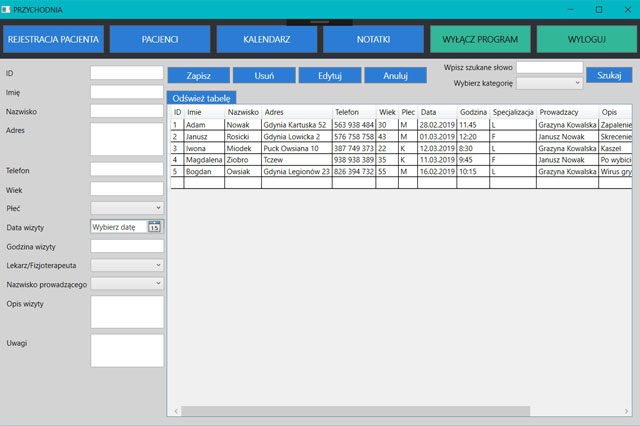 PRZYCHODNIA
REJESTRACJA PACJENTA PACJENCI KALENDARZ NOTATKI WYŁĄCZ PROGRAM WYLOGUJ
ID
Imię
Nazwisko
Adres
Telefon
Wiek
Płeć
Data wizyty Wybierz datę 15
Godzina wizyty
Lekarz/Fizjoterapeuta
Nazwisko prowadzącego
Opis wizyty
Uwagi
Zapisz Usuń Edytuj Anuluj
Wpisz szukane słowo
Wybierz kategorię
Szukaj
Odśwież tabelę
ID Imie Nazwisko Adres Telefon Wiek Plec Data Godzina Specjalizacja Prowadzacy Opis
1 Adam Nowak Gdynia Kartuska 52 563 938 484 30 M 28.02.2019 11.45 L Grazyna Kowalska Zapalenie
2 Janusz Rosicki Gdynia Lowicka 2 576 758 758 43 M 01.03.2019 12:20 F Janusz Nowak Skrecenie
3 Iwona Miodek Puck Owsiana 10 387 749 373 22 K 12.03.2019 8:30 L Grazyna Kowalska Kaszel
4 Magdalena Ziobro Tczew 938 938 389 35 K 11.03.2019 9:45 F Janusz Nowak Po wybici
5 Bogdan Owsiak Gdynia Legionów 23 826 394 732 55 M 16.02.2019 10:15 L Grazyna Kowalska Wirus gry